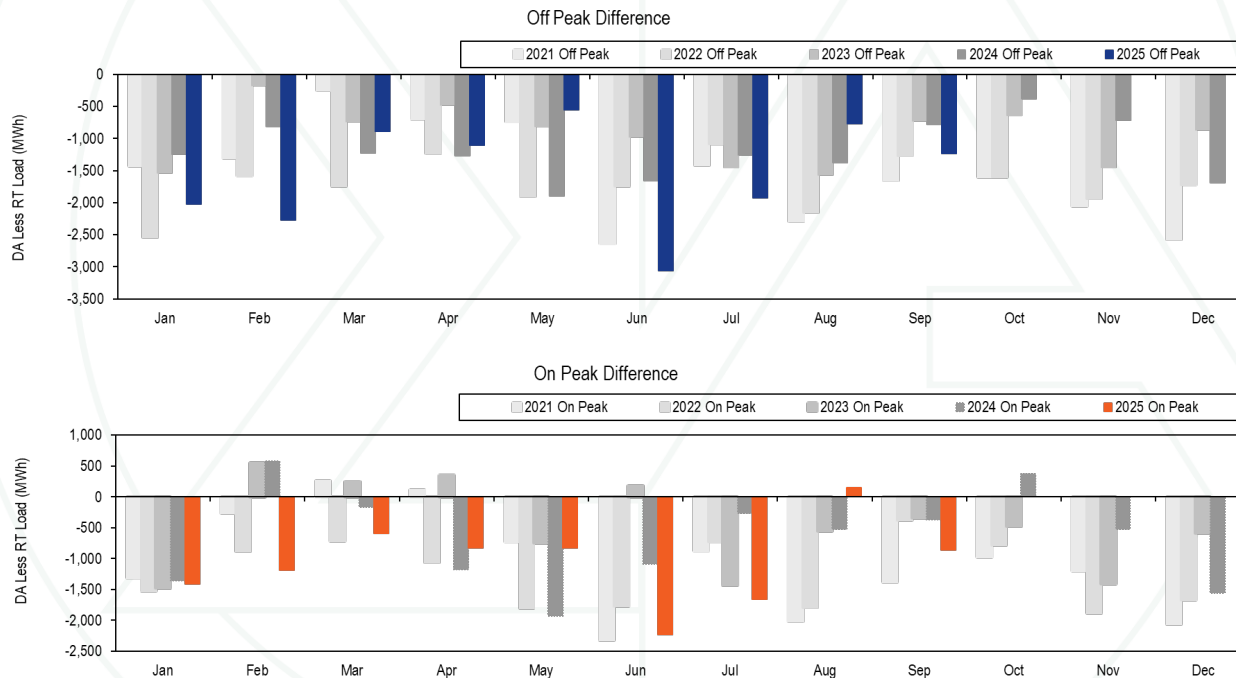 Off Peak Difference
2021 Off Peak 2022 Off Peak 2023 Off Peak 2024 Off Peak 2025 Off Peak
DA Less RT Load (MWh)
0
-500
-1,000
-1,500
-2,000
-2,500
-3,000
-3,500
Jan Feb Mar Apr May Jun Jul Aug Sep Oct Nov Dec
On Peak Difference
2021 On Peak 2022 On Peak 2023 On Peak 2024 On Peak 2025 On Peak
DA Less RT Load (MWh)
1,000
500
0
-500
-1,000
-1,500
-2,000
-2,500
Jan Feb Mar Apr May Jun Jul Aug Sep Oct Nov Dec